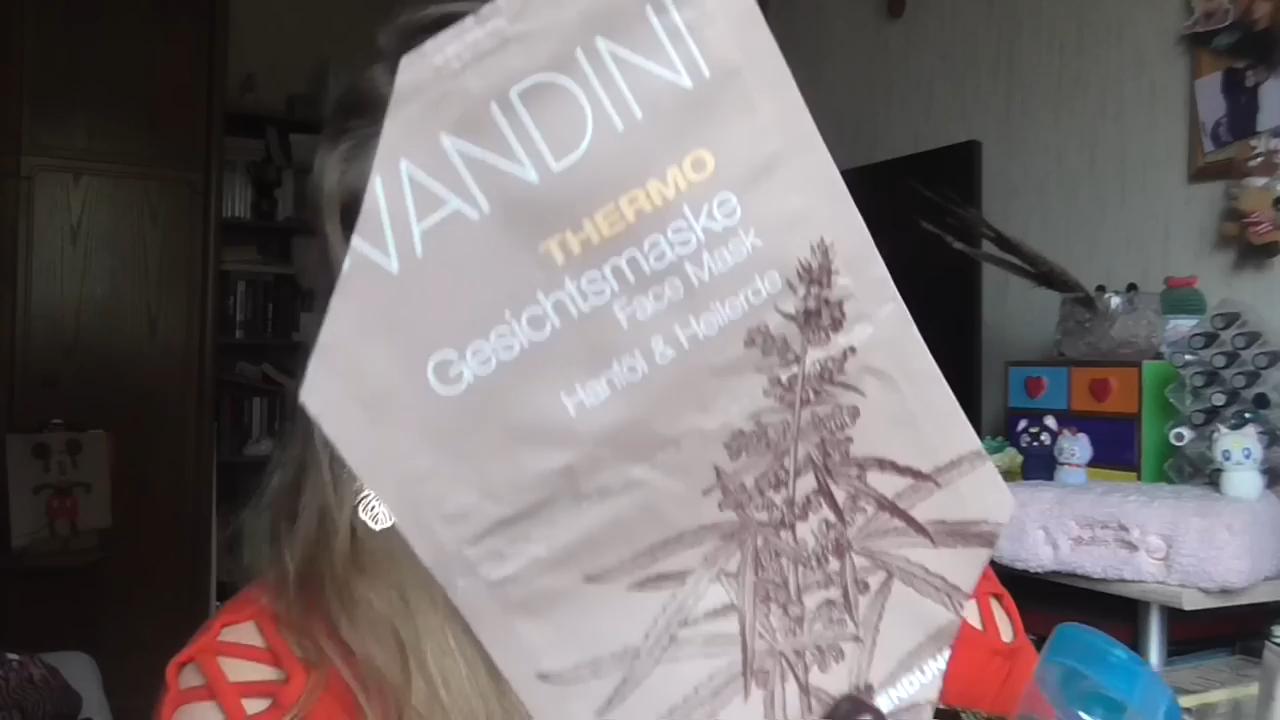 VANDINI
THERMO
Gesichtsmaske
Face Mask
Hanföl & Heilerde